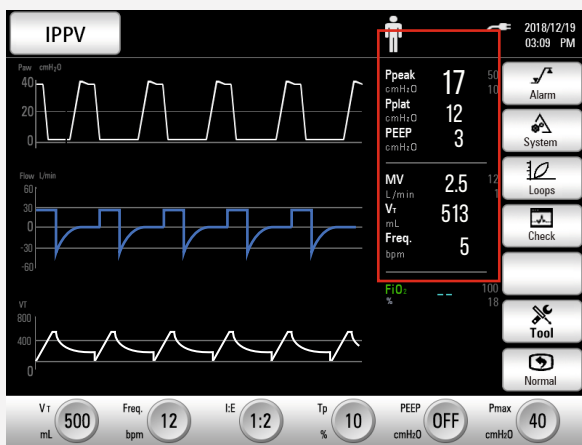 IPPV
2018/12/19
03:09 PM
Paw cmH2O
40
20
0
Flow L/min
60
30
0
-30
-60
VT
800
400
0
Ppeak 17 50
cmH2O 10
Pplat 12
cmH2O
PEEP 3
cmH2O
MV 2.5 12
L/min 1
VT 513
mL
Freq. 5
bpm
FiO2 -- 100
% 18
Alarm
System
Loops
Check
Tool
Normal
VT mL 500
Freq. bpm 12
I:E 1:2
Tp % 10
PEEP cmH2O OFF
Pmax cmH2O 40